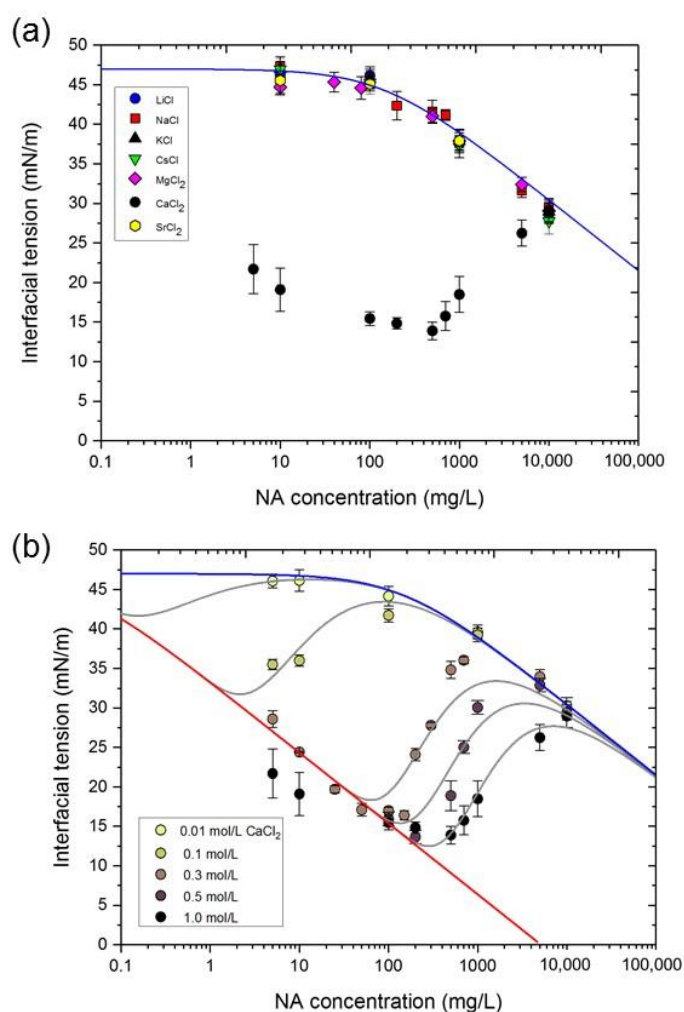 (a)
50
45
40
35
30
25
20
15
10
5
0
Interfacial tension (mN/m)
LiCl
NaCl
KCl
CsCl
MgCl2
CaCl2
SrCl2
0.1 1 10 100 1000 10,000 100,000
NA concentration (mg/L)
(b)
50
45
40
35
30
25
20
15
10
5
0
Interfacial tension (mN/m)
0.01 mol/L CaCl2
0.1 mol/L
0.3 mol/L
0.5 mol/L
1.0 mol/L
0.1 1 10 100 1000 10,000 100,000
NA concentration (mg/L)